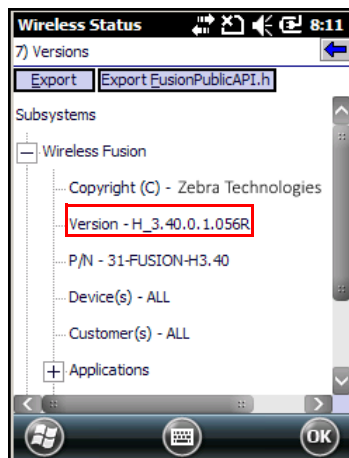 Wireless Status 8:11
7) Versions
Export Export FusionPublicAPI.h
Subsystems
Wireless Fusion
Copyright (C) - Zebra Technologies
Version - H_3.40.0.1.056R
P/N - 31-FUSION-H3.40
Device(s) - ALL
Customer(s) - ALL
Applications
OK